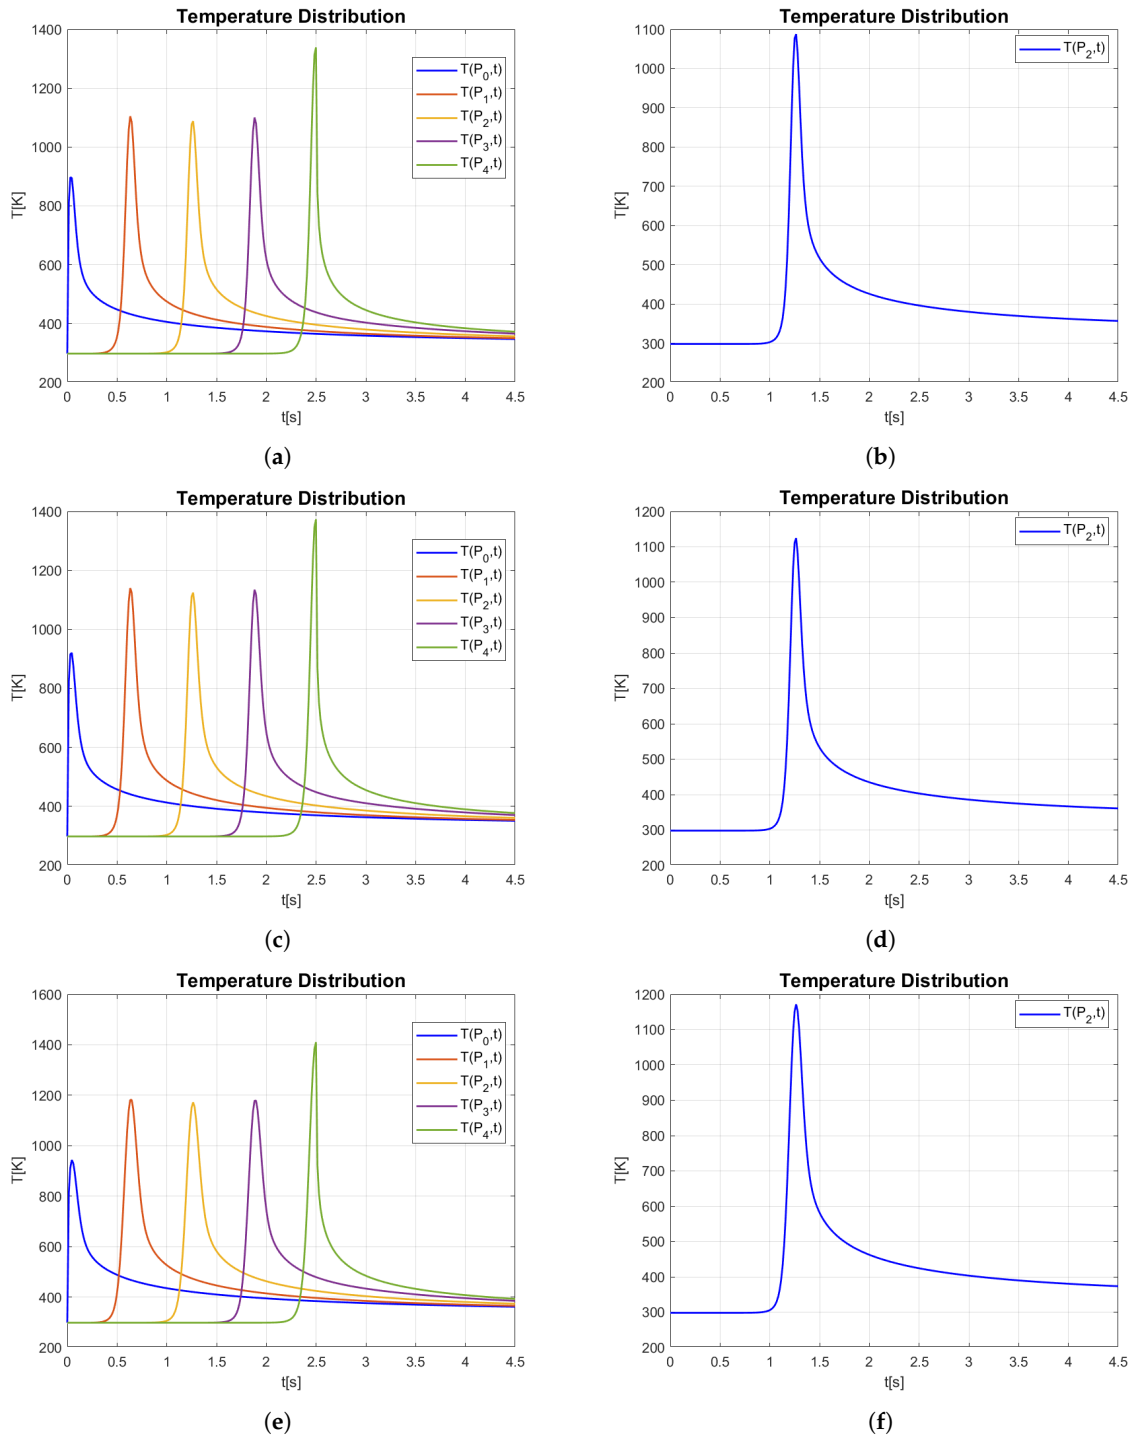 Temperature Distribution
1400
1200
1000
800
600
400
200
T[K]
T(P0,t)
T(P1,t)
T(P2,t)
T(P3,t)
T(P4,t)
0 0.5 1 1.5 2 2.5 3 3.5 4 4.5
t[s]
(a)
Temperature Distribution
1100
1000
900
800
700
600
500
400
300
200
T[K]
T(P2,t)
0 0.5 1 1.5 2 2.5 3 3.5 4 4.5
t[s]
(b)
Temperature Distribution
1400
1200
1000
800
600
400
200
T[K]
T(P0,t)
T(P1,t)
T(P2,t)
T(P3,t)
T(P4,t)
0 0.5 1 1.5 2 2.5 3 3.5 4 4.5
t[s]
(c)
Temperature Distribution
1200
1100
1000
900
800
700
600
500
400
300
200
T[K]
T(P2,t)
0 0.5 1 1.5 2 2.5 3 3.5 4 4.5
t[s]
(d)
Temperature Distribution
1600
1400
1200
1000
800
600
400
200
T[K]
T(P0,t)
T(P1,t)
T(P2,t)
T(P3,t)
T(P4,t)
0 0.5 1 1.5 2 2.5 3 3.5 4 4.5
t[s]
(e)
Temperature Distribution
1200
1100
1000
900
800
700
600
500
400
300
200
T[K]
T(P2,t)
0 0.5 1 1.5 2 2.5 3 3.5 4 4.5
t[s]
(f)